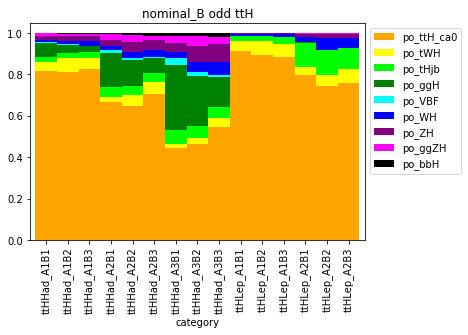 nominal_B odd ttH
1.0
0.8
0.6
0.4
0.2
0.0
ttHHad_A1B1
ttHHad_A1B2
ttHHad_A1B3
ttHHad_A2B1
ttHHad_A2B2
ttHHad_A2B3
ttHHad_A3B1
ttHHad_A3B2
ttHHad_A3B3
ttHLep_A1B1
ttHLep_A1B2
ttHLep_A1B3
ttHLep_A2B1
ttHLep_A2B2
ttHLep_A2B3
category
po_ttH_ca0
po_tWH
po_tHjb
po_ggH
po_VBF
po_WH
po_ZH
po_ggZH
po_bbH